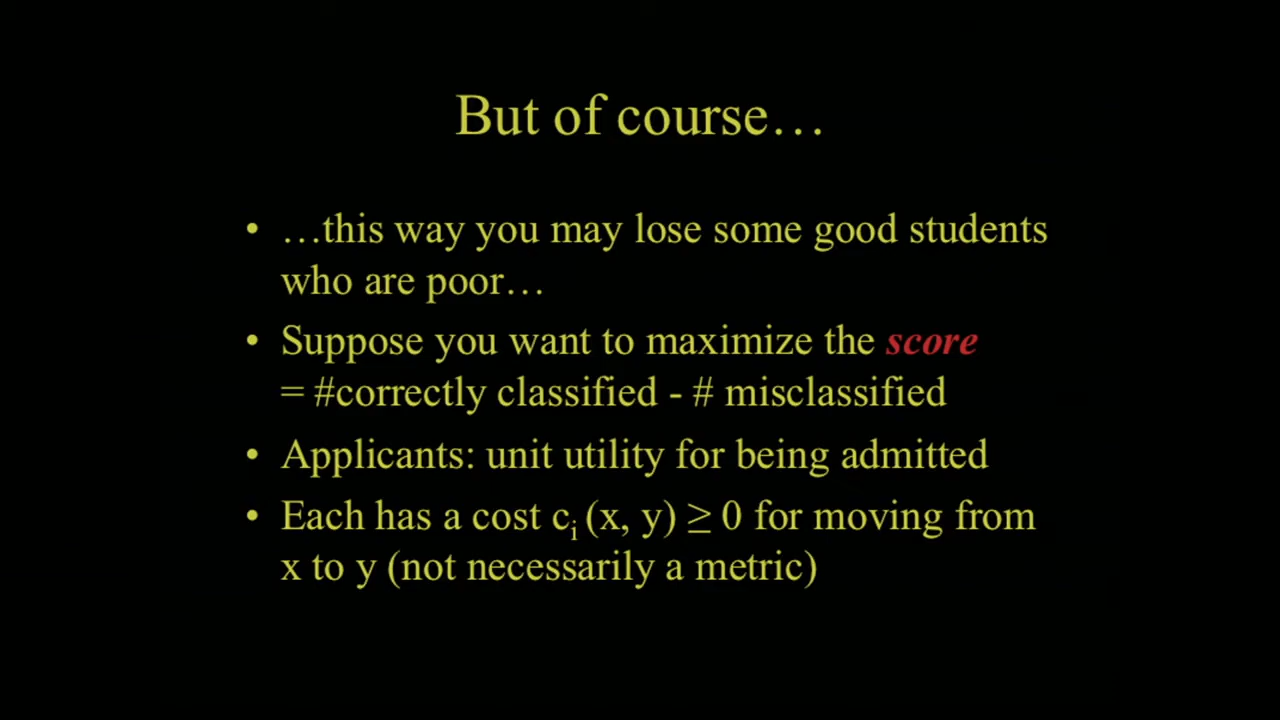 But of course…
• …this way you may lose some good students
who are poor…
• Suppose you want to maximize the score
= #correctly classified - # misclassified
• Applicants: unit utility for being admitted
• Each has a cost cᵢ (x, y) ≥ 0 for moving from
x to y (not necessarily a metric)